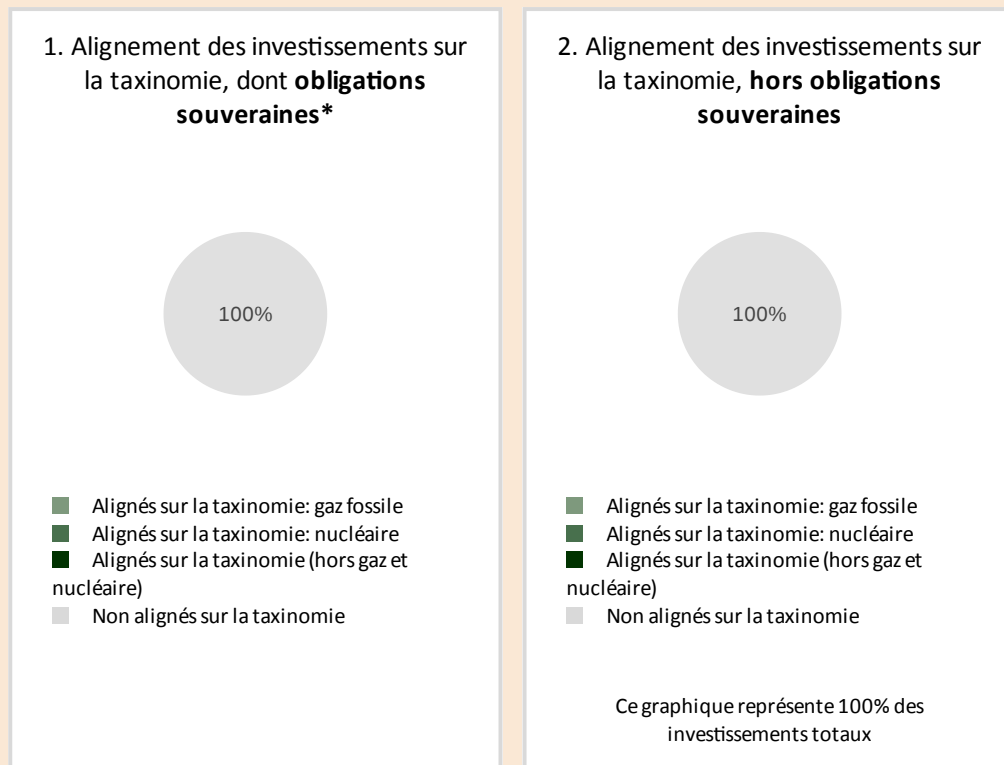 1. Alignement des investissements sur
la taxinomie, dont obligations
souveraines*
100%
Alignés sur la taxinomie: gaz fossile
Alignés sur la taxinomie: nucléaire
Alignés sur la taxinomie (hors gaz et
nucléaire)
Non alignés sur la taxinomie
2. Alignement des investissements sur
la taxinomie, hors obligations
souveraines
100%
Alignés sur la taxinomie: gaz fossile
Alignés sur la taxinomie: nucléaire
Alignés sur la taxinomie (hors gaz et
nucléaire)
Non alignés sur la taxinomie
Ce graphique représente 100% des
investissements totaux